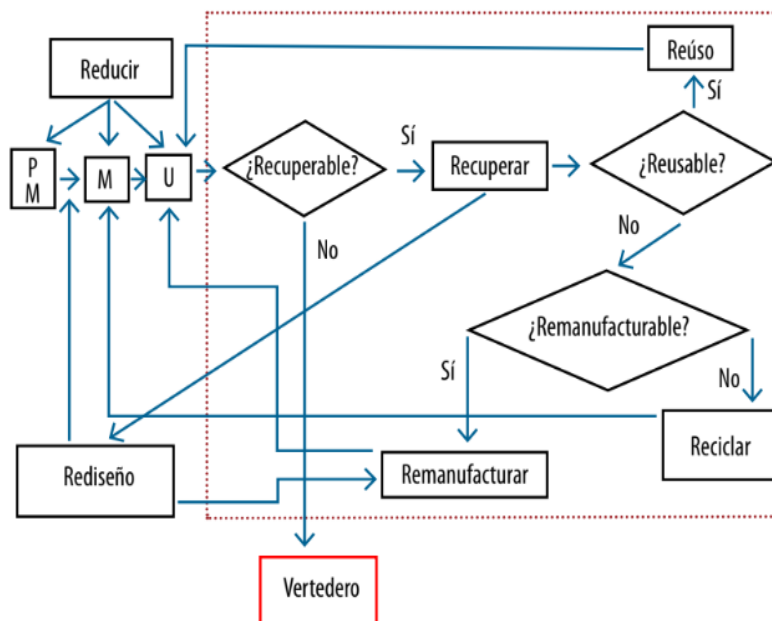 Reducir
Reúso
Sí
P
M
M
U
¿Recuperable?
Sí
Recuperar
¿Reusable?
No
No
¿Remanufacturable?
Sí
No
Rediseño
Remanufacturar
Reciclar
Vertedero